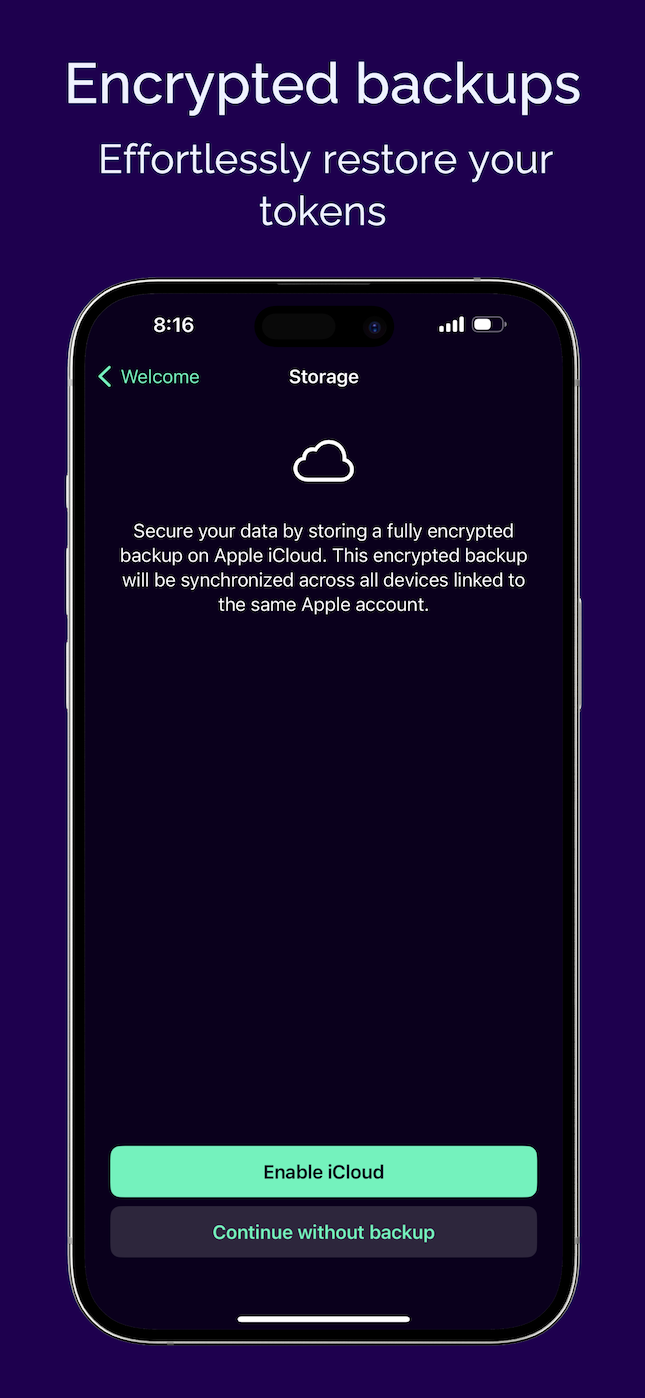 Encrypted backups
Effortlessly restore your
tokens
8:16
Welcome
Storage
Secure your data by storing a fully encrypted
backup on Apple iCloud. This encrypted backup
will be synchronized across all devices linked to
the same Apple account.
Enable iCloud
Continue without backup